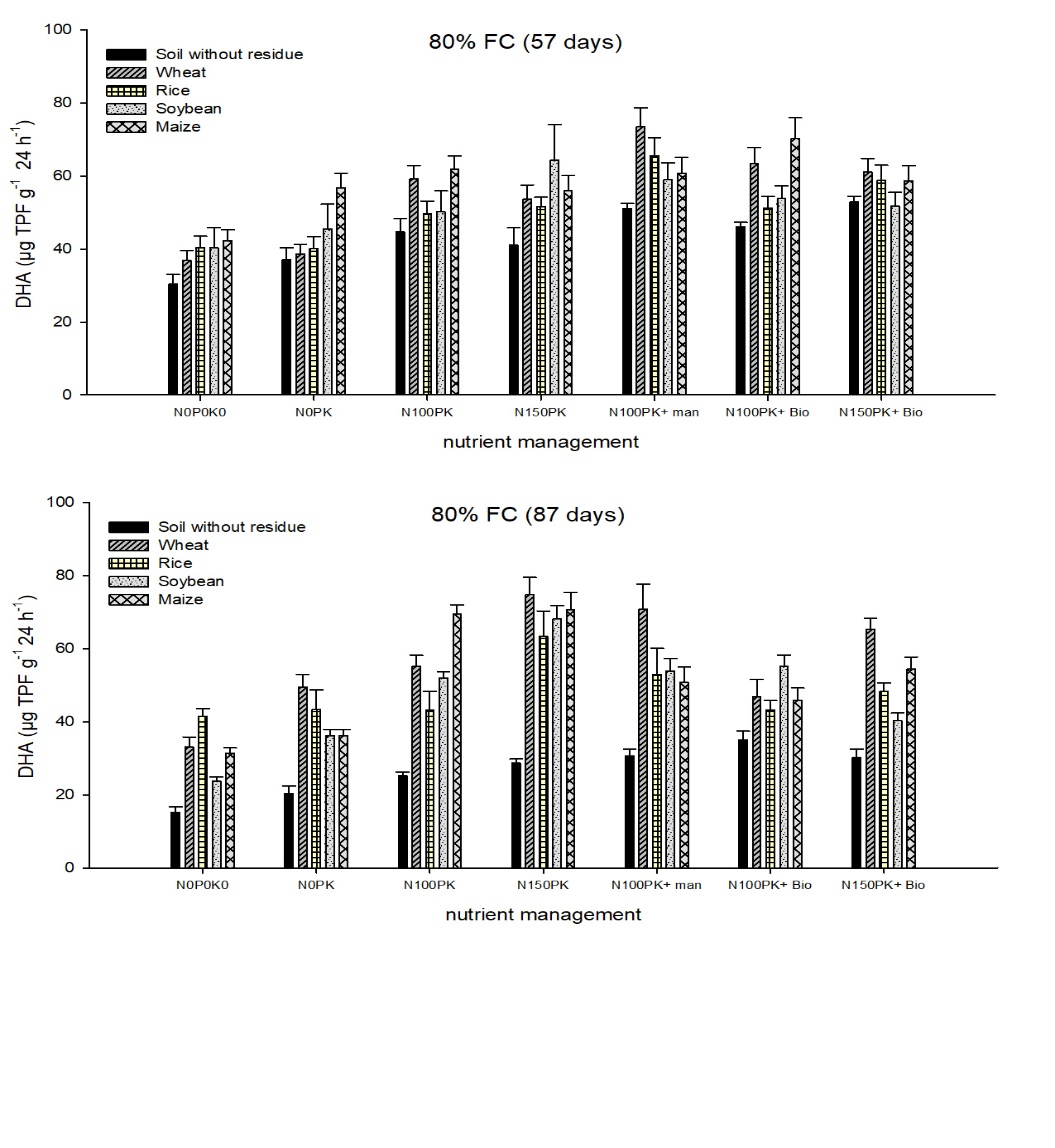 80% FC (57 days)
Soil without residue
Wheat
Rice
Soybean
Maize
DHA (µg TPF g⁻¹ 24 h⁻¹)
100
80
60
40
20
0
N0P0K0 N0PK N100PK N150PK N100PK+ man N100PK+ Bio N150PK+ Bio
nutrient management
80% FC (87 days)
Soil without residue
Wheat
Rice
Soybean
Maize
DHA (µg TPF g⁻¹ 24 h⁻¹)
100
80
60
40
20
0
N0P0K0 N0PK N100PK N150PK N100PK+ man N100PK+ Bio N150PK+ Bio
nutrient management